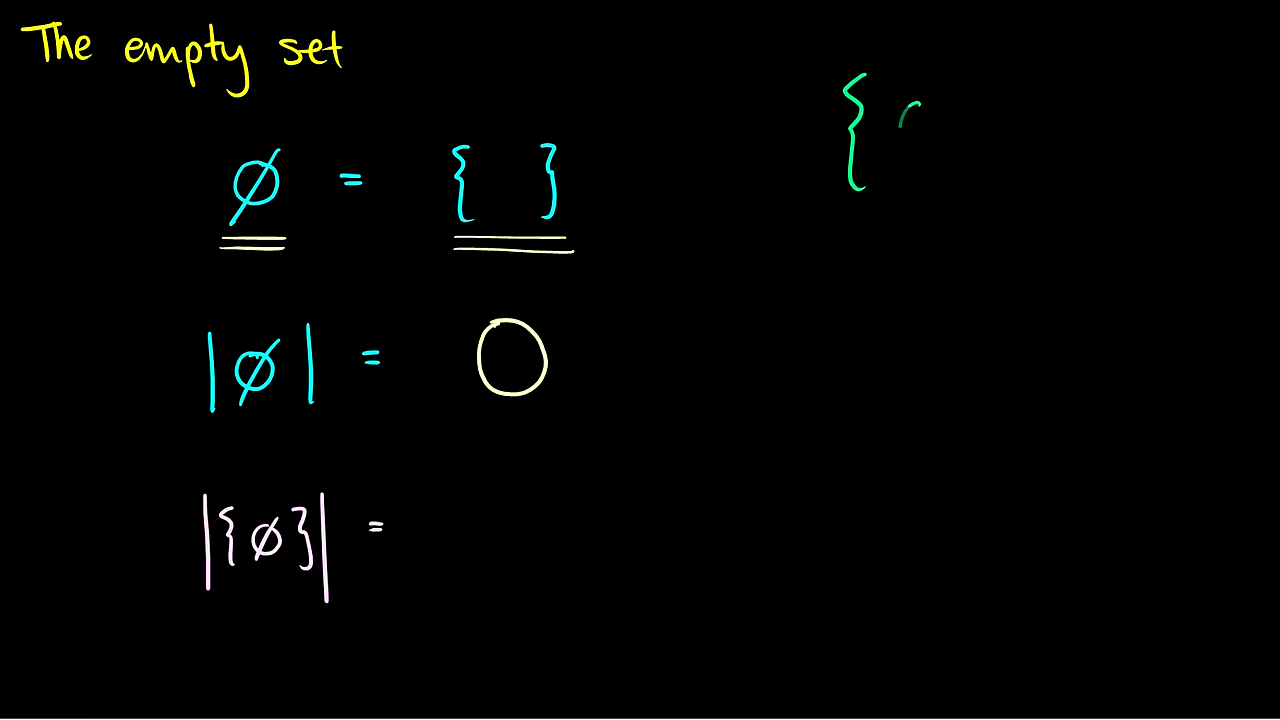 The empty set
∅ = { }
{
|∅| = 0
|{∅}| =